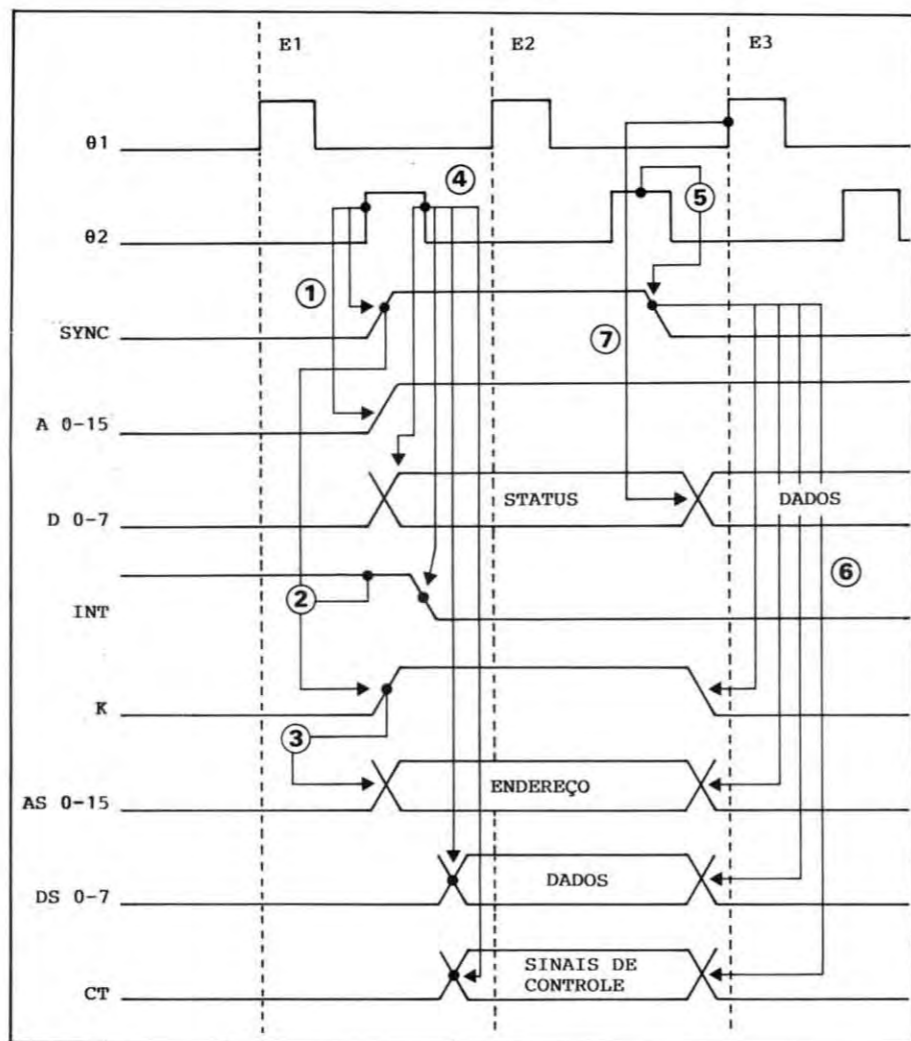 E1 E2 E3
θ1
④
⑤
θ2
①
SYNC
⑦
A 0-15
D 0-7 STATUS DADOS
⑥
INT ②
K
③
AS 0-15 ENDEREÇO
DS 0-7 DADOS
SINAIS DE
CONTROLE
CT